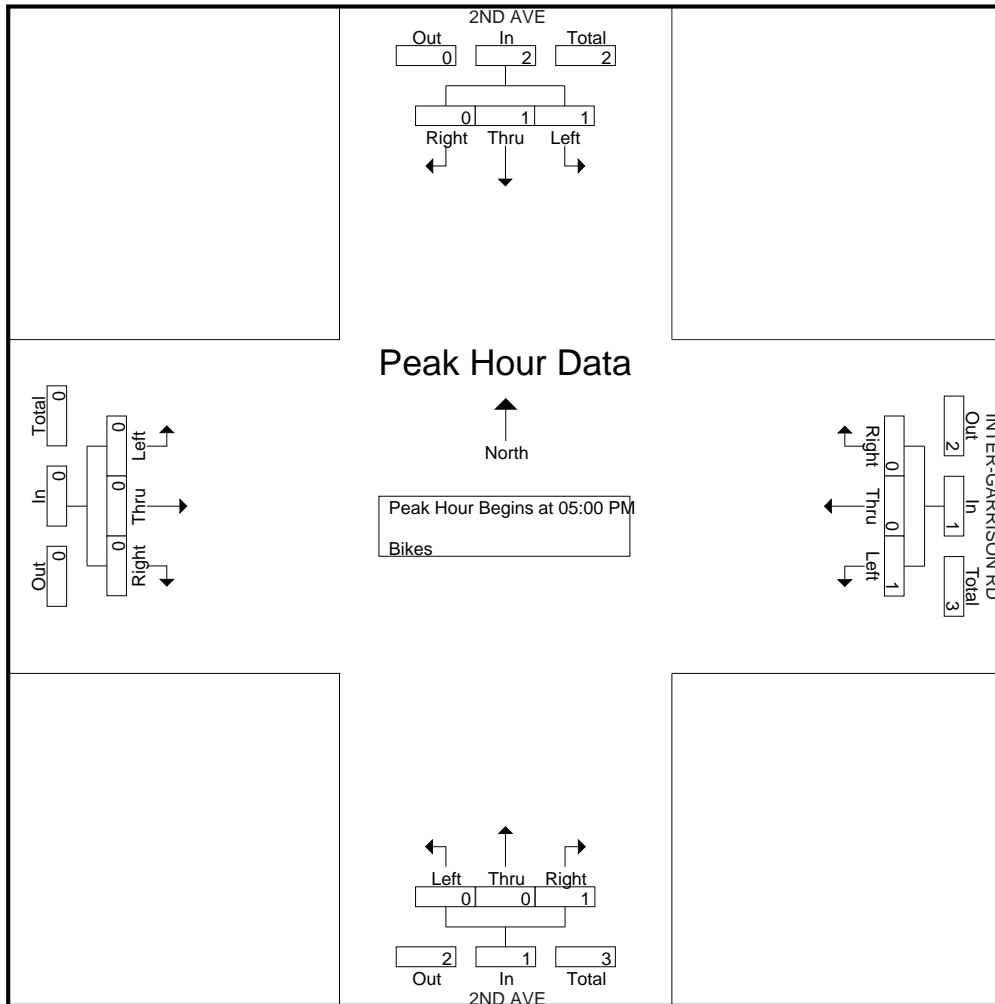 2ND AVE
Out In Total
0 2 2
0 1 1
Right Thru Left
Peak Hour Data
North
Peak Hour Begins at 05:00 PM
Bikes
Total In Out
0 0 0
0 0 0
Left Thru Right
INTER-GARRISON RD
Out In Total
2 1 3
Right Thru Left
0 0 1
Left Thru Right
0 0 1
2 1 3
Out In Total
2ND AVE